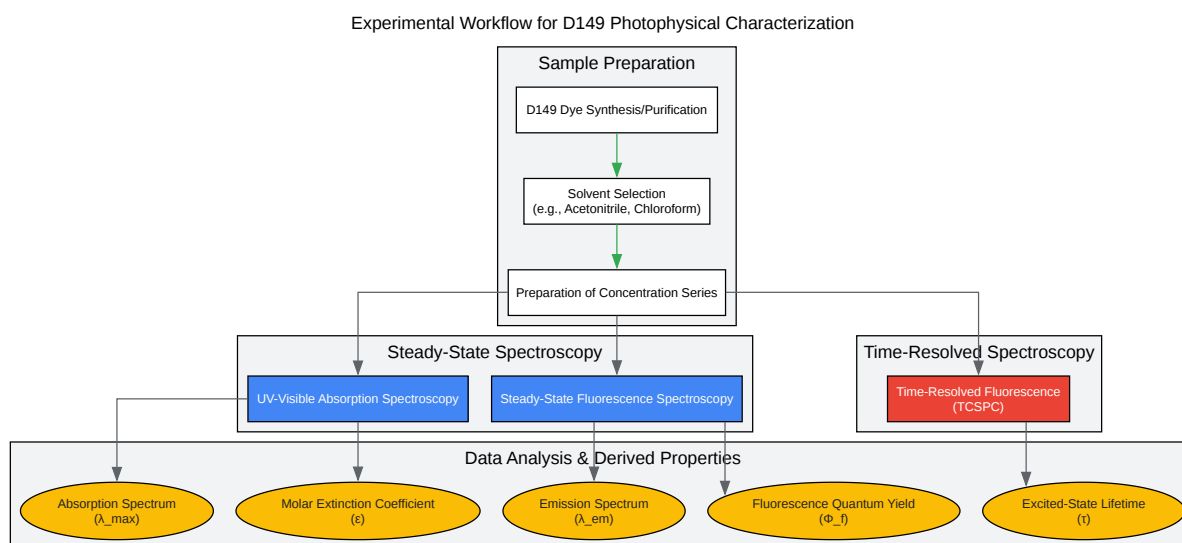 Experimental Workflow for D149 Photophysical Characterization
Sample Preparation
D149 Dye Synthesis/Purification
Solvent Selection
(e.g., Acetonitrile, Chloroform)
Preparation of Concentration Series
Steady-State Spectroscopy
Time-Resolved Spectroscopy
UV-Visible Absorption Spectroscopy
Steady-State Fluorescence Spectroscopy
Time-Resolved Fluorescence
(TCSPC)
Data Analysis & Derived Properties
Absorption Spectrum
(λ_max)
Molar Extinction Coefficient
(ε)
Emission Spectrum
(λ_em)
Fluorescence Quantum Yield
(Φ_f)
Excited-State Lifetime
(τ)